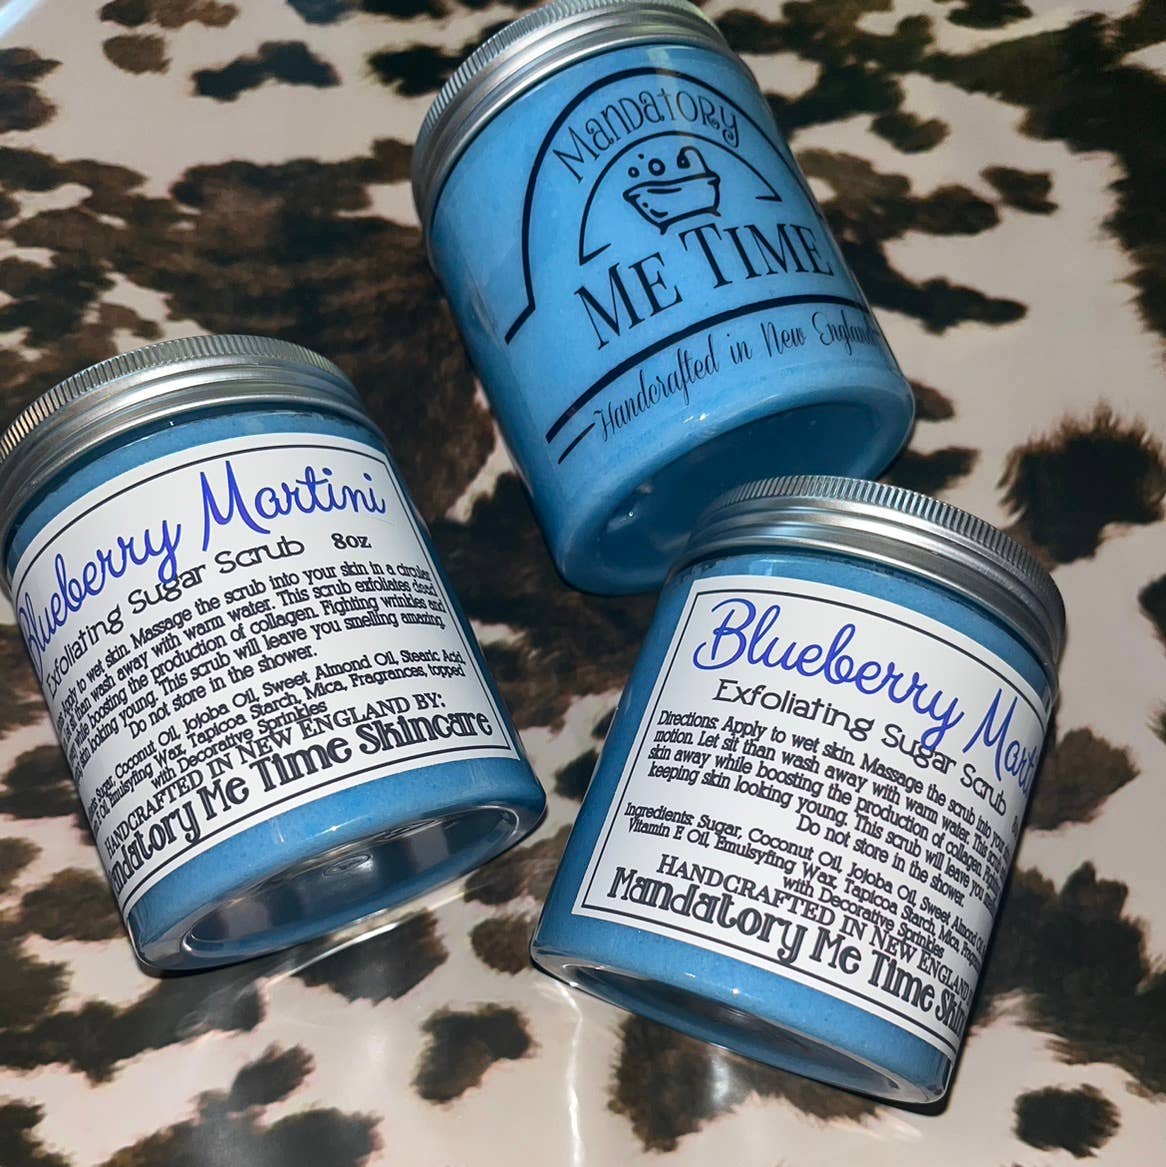 Mandatory
ME TIME
Handcrafted in New England
Blueberry Martini
Exfoliating Sugar Scrub 8oz
Apply to wet skin. Massage the scrub into your skin in a circular
sit than wash away with warm water. This scrub exfoliates dead
while boosting the production of collagen. Fighting wrinkles and
skin looking young. This scrub will leave you smelling amazing.
Do not store in the shower.
Sugar, Coconut Oil, Jojoba Oil, Sweet Almond Oil, Stearic Acid,
E Oil, Emulsyfing Wax, Tapicoa Starch, Mica, Fragrances, topped
with Decorative Sprinkles
HANDCRAFTED IN NEW ENGLAND BY:
Mandatory Me Time Skincare
Blueberry Marti
Exfoliating Sugar Scrub
Directions: Apply to wet skin. Massage the scrub into your
motion. Let sit than wash away with warm water. This
skin away while boosting the production of collagen.
keeping skin looking young. This scrub will leave you
Do not store in the shower.
Ingredients: Sugar, Coconut Oil, Jojoba Oil, Sweet Almond
Vitamin E Oil, Emulsyfing Wax, Tapicoa Starch, Mica,
with Decorative Sprinkles
HANDCRAFTED IN NEW ENGLAND
Mandatory Me Time Ski